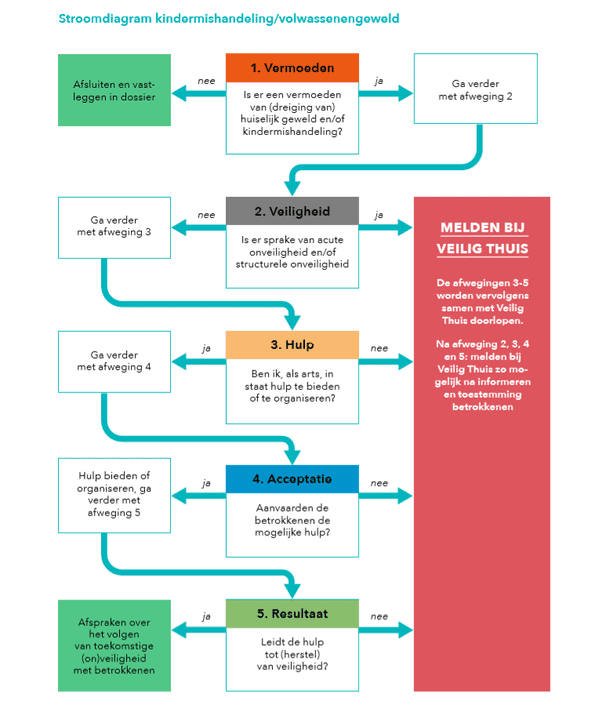 Stroomdiagram kindermishandeling/volwassenengeweld
1. Vermoeden
Is er een vermoeden
van (dreiging van)
huiselijk geweld en/of
kindermishandeling?
nee
Afsluiten en vast-
leggen in dossier
ja
Ga verder
met afweging 2
2. Veiligheid
Is er sprake van acute
onveiligheid en/of
structurele onveiligheid
nee
Ga verder
met afweging 3
ja
MELDEN BIJ
VEILIG THUIS
De afwegingen 3-5
worden vervolgens
samen met Veilig
Thuis doorlopen.
Na afweging 2, 3, 4
en 5: melden bij
Veilig Thuis zo mo-
gelijk na informeren
en toestemming
betrokkenen
3. Hulp
Ben ik, als arts, in
staat hulp te bieden
of te organiseren?
ja
Ga verder
met afweging 4
nee
4. Acceptatie
Aanvaarden de
betrokkenen de
mogelijke hulp?
ja
Hulp bieden of
organiseren, ga
verder met
afweging 5
nee
5. Resultaat
Leidt de hulp
tot (herstel)
van veiligheid?
ja
Afspraken over
het volgen
van toekomstige
(on)veiligheid
met betrokkenen
nee